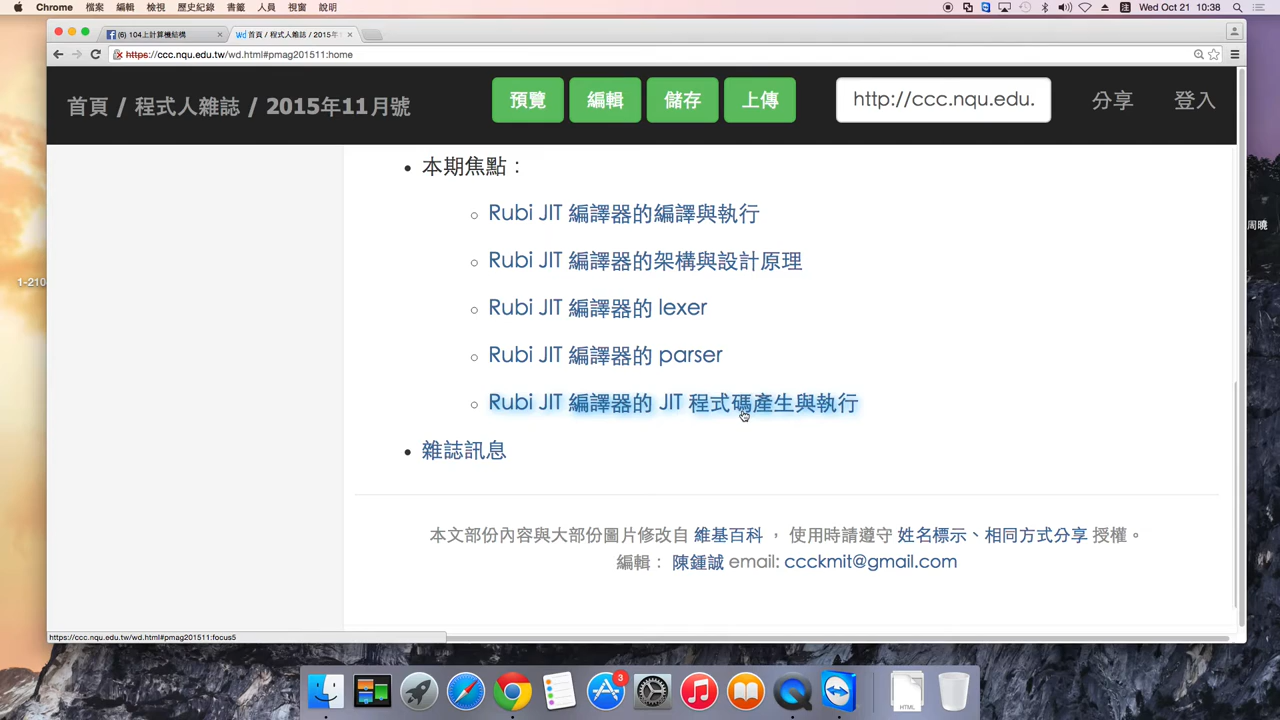 Chrome 檔案 編輯 檢視 歷史紀錄 書籤 人員 視窗 說明 注 Wed Oct 21 10:38
(6) 104上計算機結構 Wd 首頁 / 程式人雜誌 / 2015年
https://ccc.nqu.edu.tw/wd.html#pmag201511:home
首頁 / 程式人雜誌 / 2015年11月號 預覽 編輯 儲存 上傳 http://ccc.nqu.edu. 分享 登入
本期焦點：
Rubi JIT 編譯器的編譯與執行
Rubi JIT 編譯器的架構與設計原理
Rubi JIT 編譯器的 lexer
Rubi JIT 編譯器的 parser
Rubi JIT 編譯器的 JIT 程式碼產生與執行
雜誌訊息
本文部份內容與大部份圖片修改自 維基百科 ， 使用時請遵守 姓名標示、相同方式分享 授權。
編輯： 陳鍾誠 email: ccckmit@gmail.com
https://ccc.nqu.edu.tw/wd.html#pmag201511:focus5
1-210
周曉
3
HTML